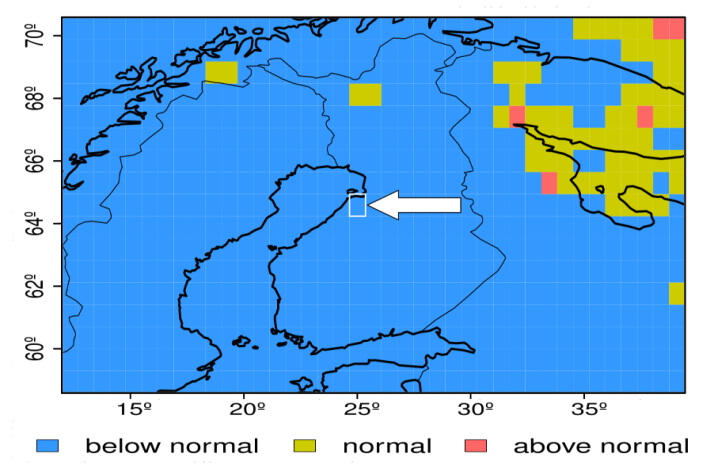 70º
68º
66º
64º
62º
60º
15º 20º 25º 30º 35º
below normal normal above normal